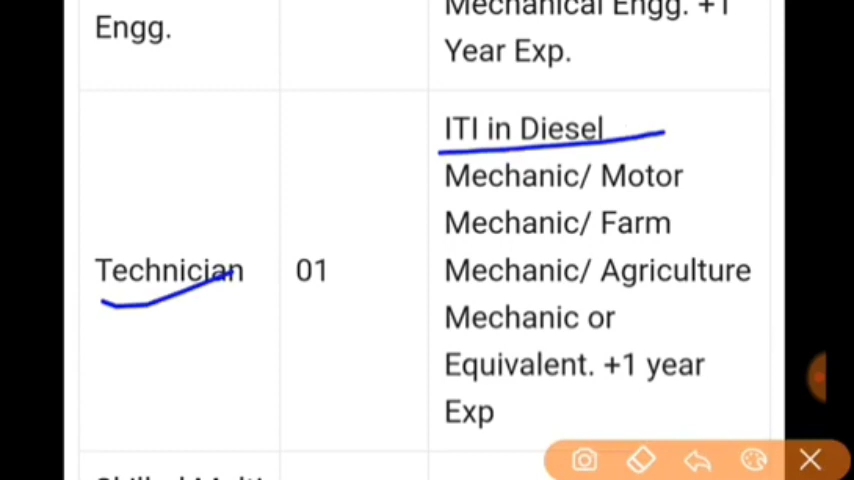 Engg.
Mechanical Engg. +1
Year Exp.
Technician
01
ITI in Diesel
Mechanic/ Motor
Mechanic/ Farm
Mechanic/ Agriculture
Mechanic or
Equivalent. +1 year
Exp